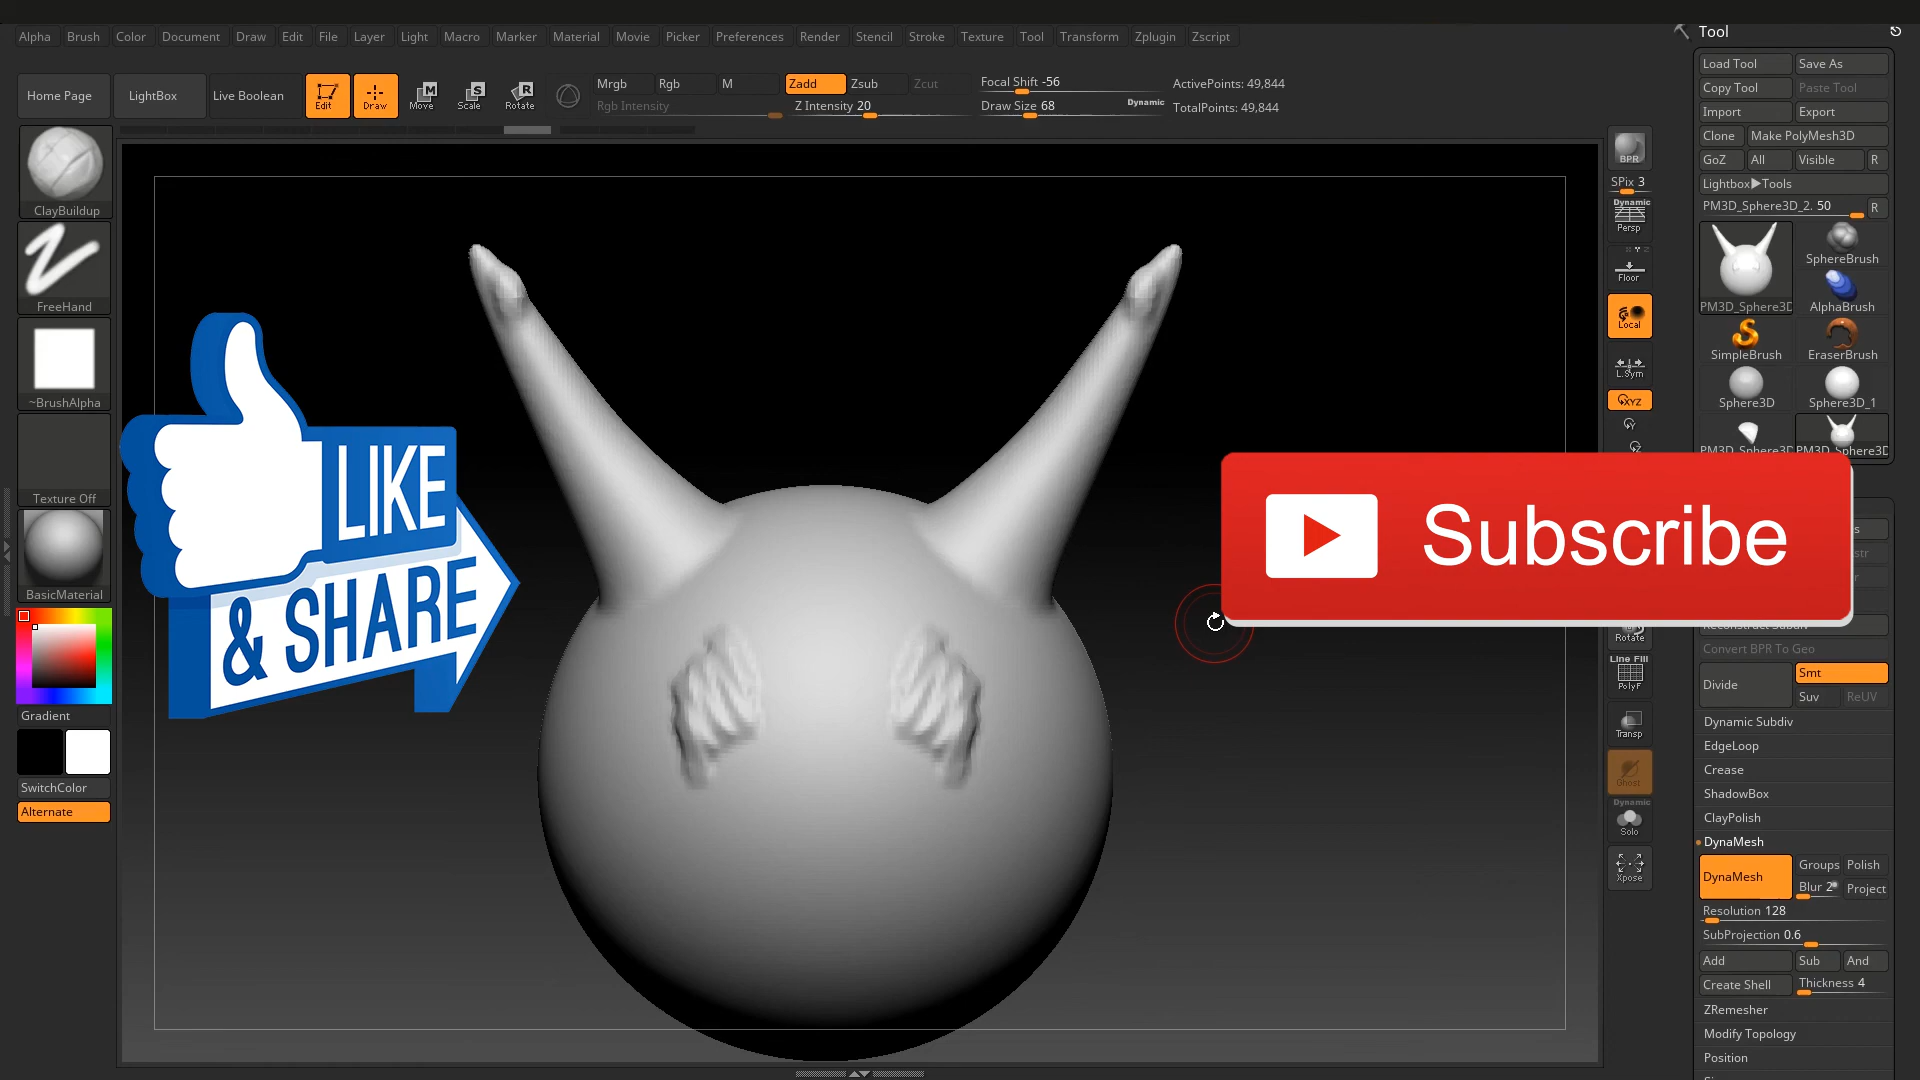 Tool
Alpha Brush Color Document Draw Edit File Layer Light Macro Marker Material Movie Picker Preferences Render Stencil Stroke Texture Tool Transform Zplugin Zscript
Load Tool Save As
Copy Tool Paste Tool
Import Export
Clone Make PolyMesh3D
GoZ All Visible R
Lightbox▶Tools
PM3D_Sphere3D_2. 50 R
Home Page LightBox Live Boolean Edit Draw Move Scale Rotate
Mrgb Rgb M Zadd Zsub Zcut Focal Shift -56 ActivePoints: 49,844
Rgb Intensity Z Intensity 20 Draw Size 68 Dynamic TotalPoints: 49,844
ClayBuildup
FreeHand
~BrushAlpha
Texture Off
BasicMaterial
Gradient
SwitchColor
Alternate
LIKE
& SHARE
BPR
SPix 3
Dynamic
Persp
Floor
Local
L.Sym
XYZ
Rotate
Line Fill
PolyF
Transp
Ghost
Dynamic
Solo
Xpose
Subscribe
SphereBrush
PM3D_Sphere3D AlphaBrush
SimpleBrush EraserBrush
Sphere3D Sphere3D_1
PM3D_Sphere3D PM3D_Sphere3D
Reconstruct Subdiv
Convert BPR To Geo
Divide Smt
Suv ReUV
Dynamic Subdiv
EdgeLoop
Crease
ShadowBox
ClayPolish
DynaMesh
DynaMesh Groups Polish
Blur 2 Project
Resolution 128
SubProjection 0.6
Add Sub And
Create Shell Thickness 4
ZRemesher
Modify Topology
Position